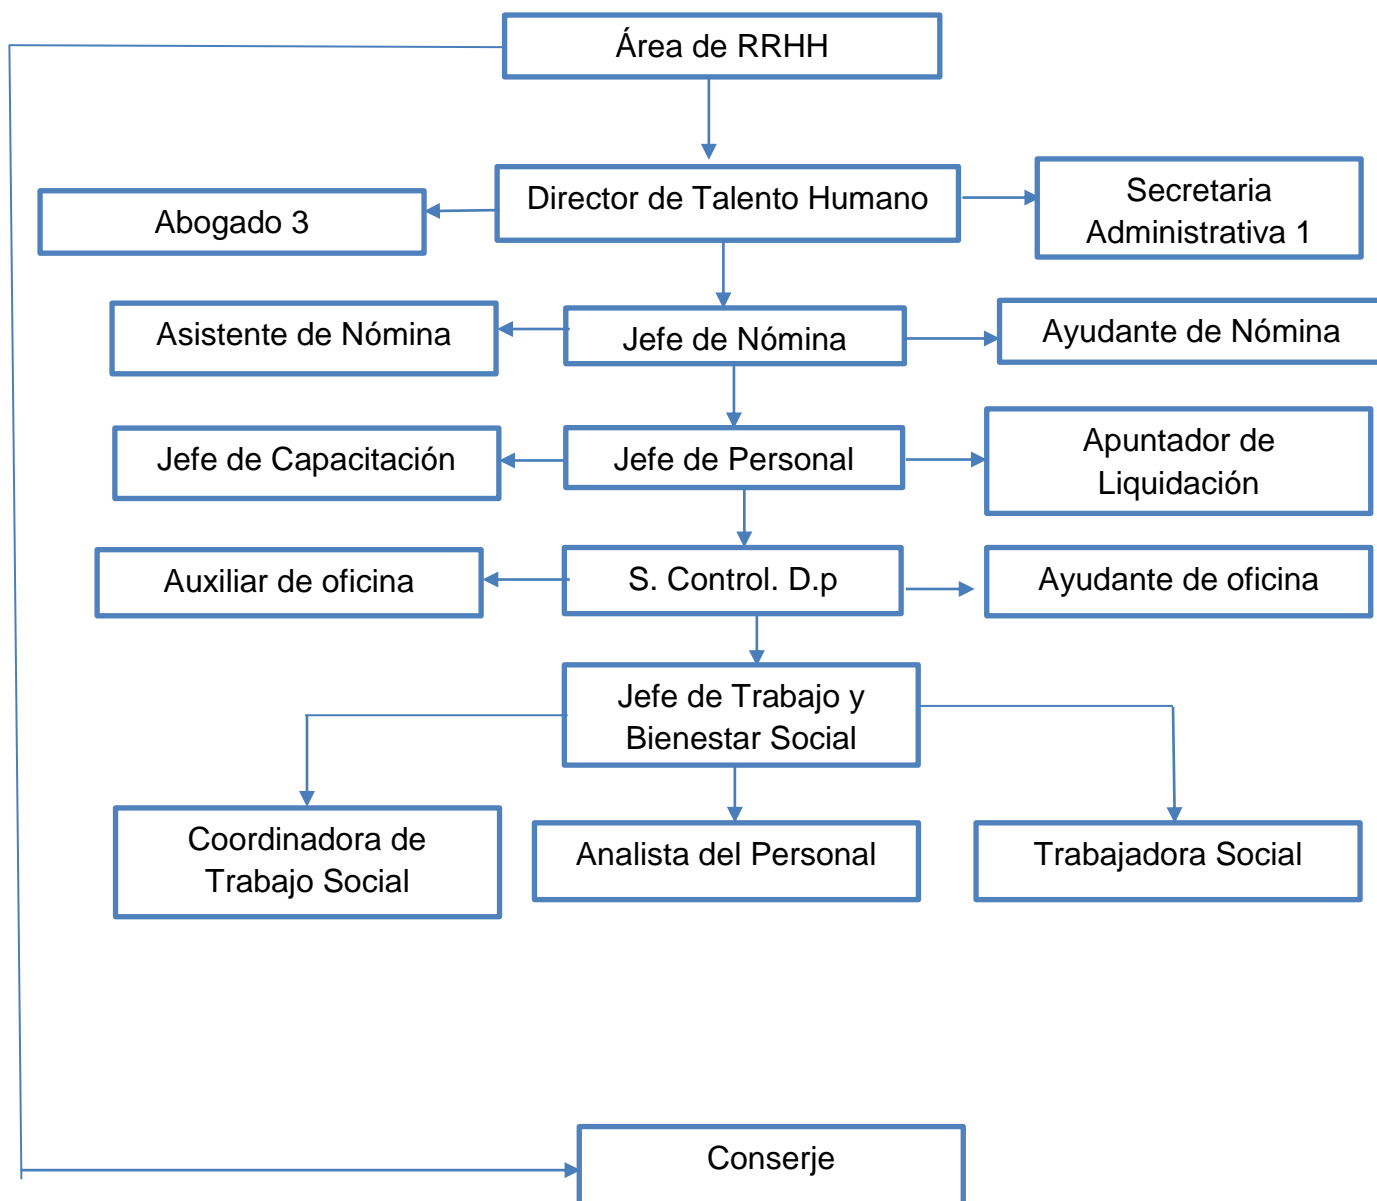 Área de RRHH
Director de Talento Humano
Abogado 3
Secretaria
Administrativa 1
Asistente de Nómina
Jefe de Nómina
Ayudante de Nómina
Jefe de Capacitación
Jefe de Personal
Apuntador de
Liquidación
Auxiliar de oficina
S. Control. D.p
Ayudante de oficina
Jefe de Trabajo y
Bienestar Social
Coordinadora de
Trabajo Social
Analista del Personal
Trabajadora Social
Conserje